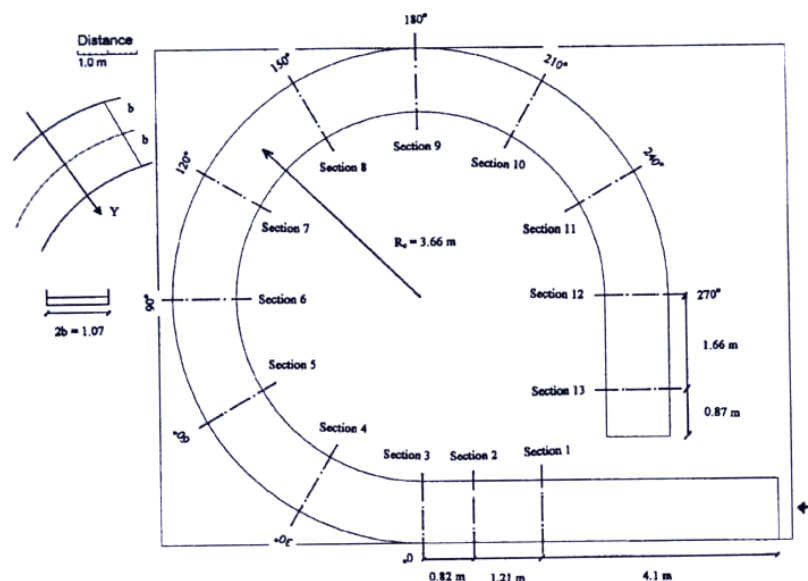 180°
Distance
1.0 m
150°
210°
b
b
Section 9
Section 8
Section 10
120°
240°
Y
Section 7
Section 11
Rc = 3.66 m
90°
Section 6
Section 12
270°
2b = 1.07
1.66 m
Section 5
Section 13
0.87 m
60°
Section 4
Section 3
Section 2
Section 1
30°
0°
0.82 m
1.21 m
4.1 m